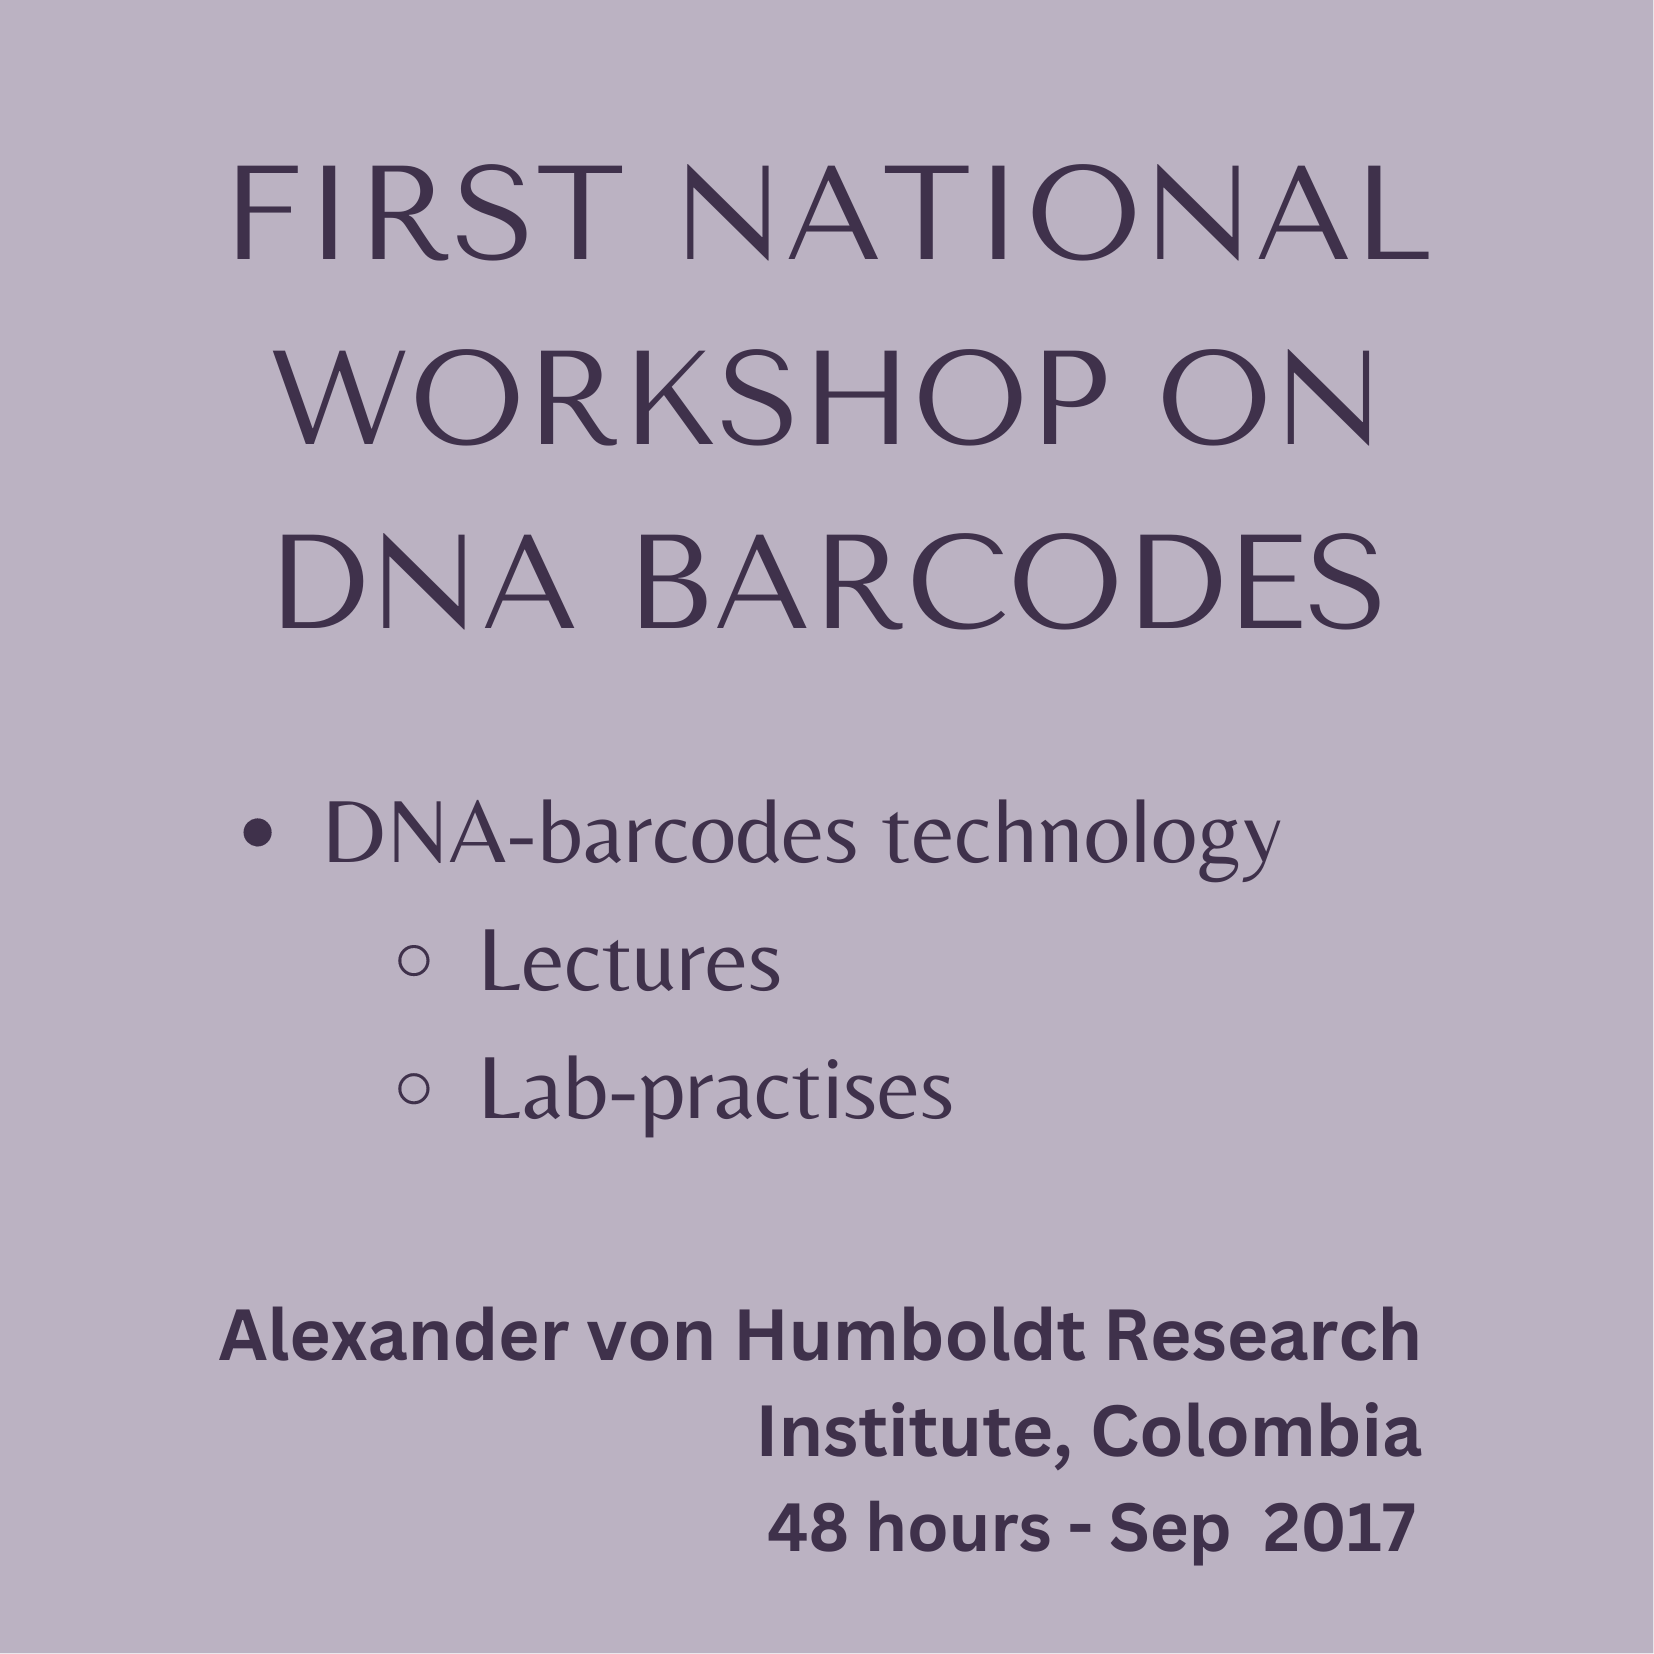 FIRST NATIONAL
WORKSHOP ON
DNA BARCODES
• DNA-barcodes technology
◦ Lectures
◦ Lab-practises
Alexander von Humboldt Research
Institute, Colombia
48 hours - Sep 2017